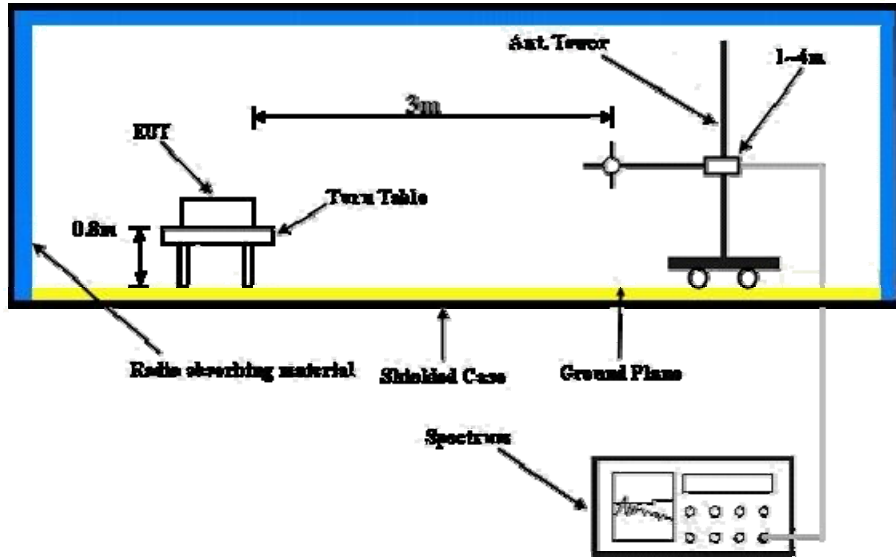 Ant. Tower
1~4m
3m
EUT
Turn Table
0.8m
Radio absorbing material
Shielded Case
Ground Plane
Spectrum